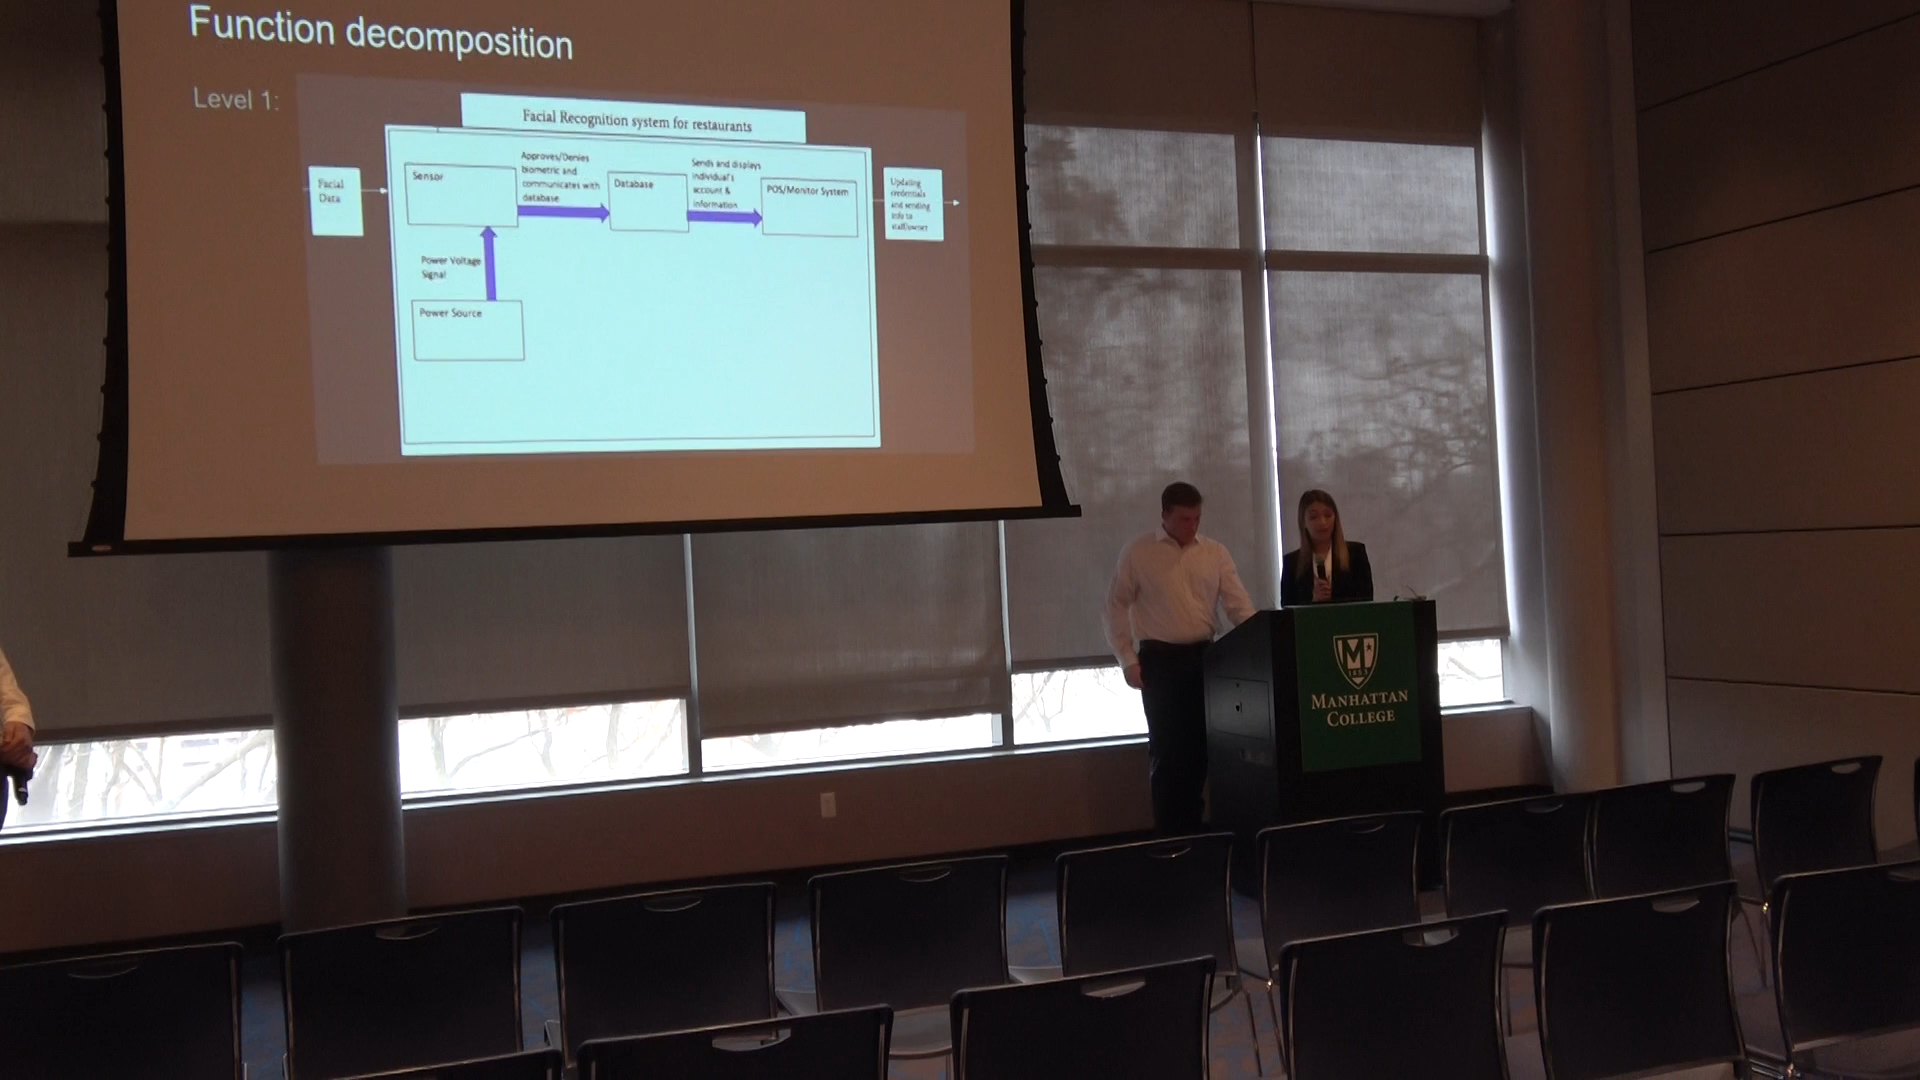 Function decomposition
Level 1:
Facial Recognition system for restaurants
Facial
Data
Sensor
Approves/Denies
biometric and
communicates with
database
Database
Sends and displays
individual's
account &
information
POS/Monitor System
Updating
credentials
and sending
info to
staff/owner
Power Voltage
Signal
Power Source
M
1853
MANHATTAN
COLLEGE